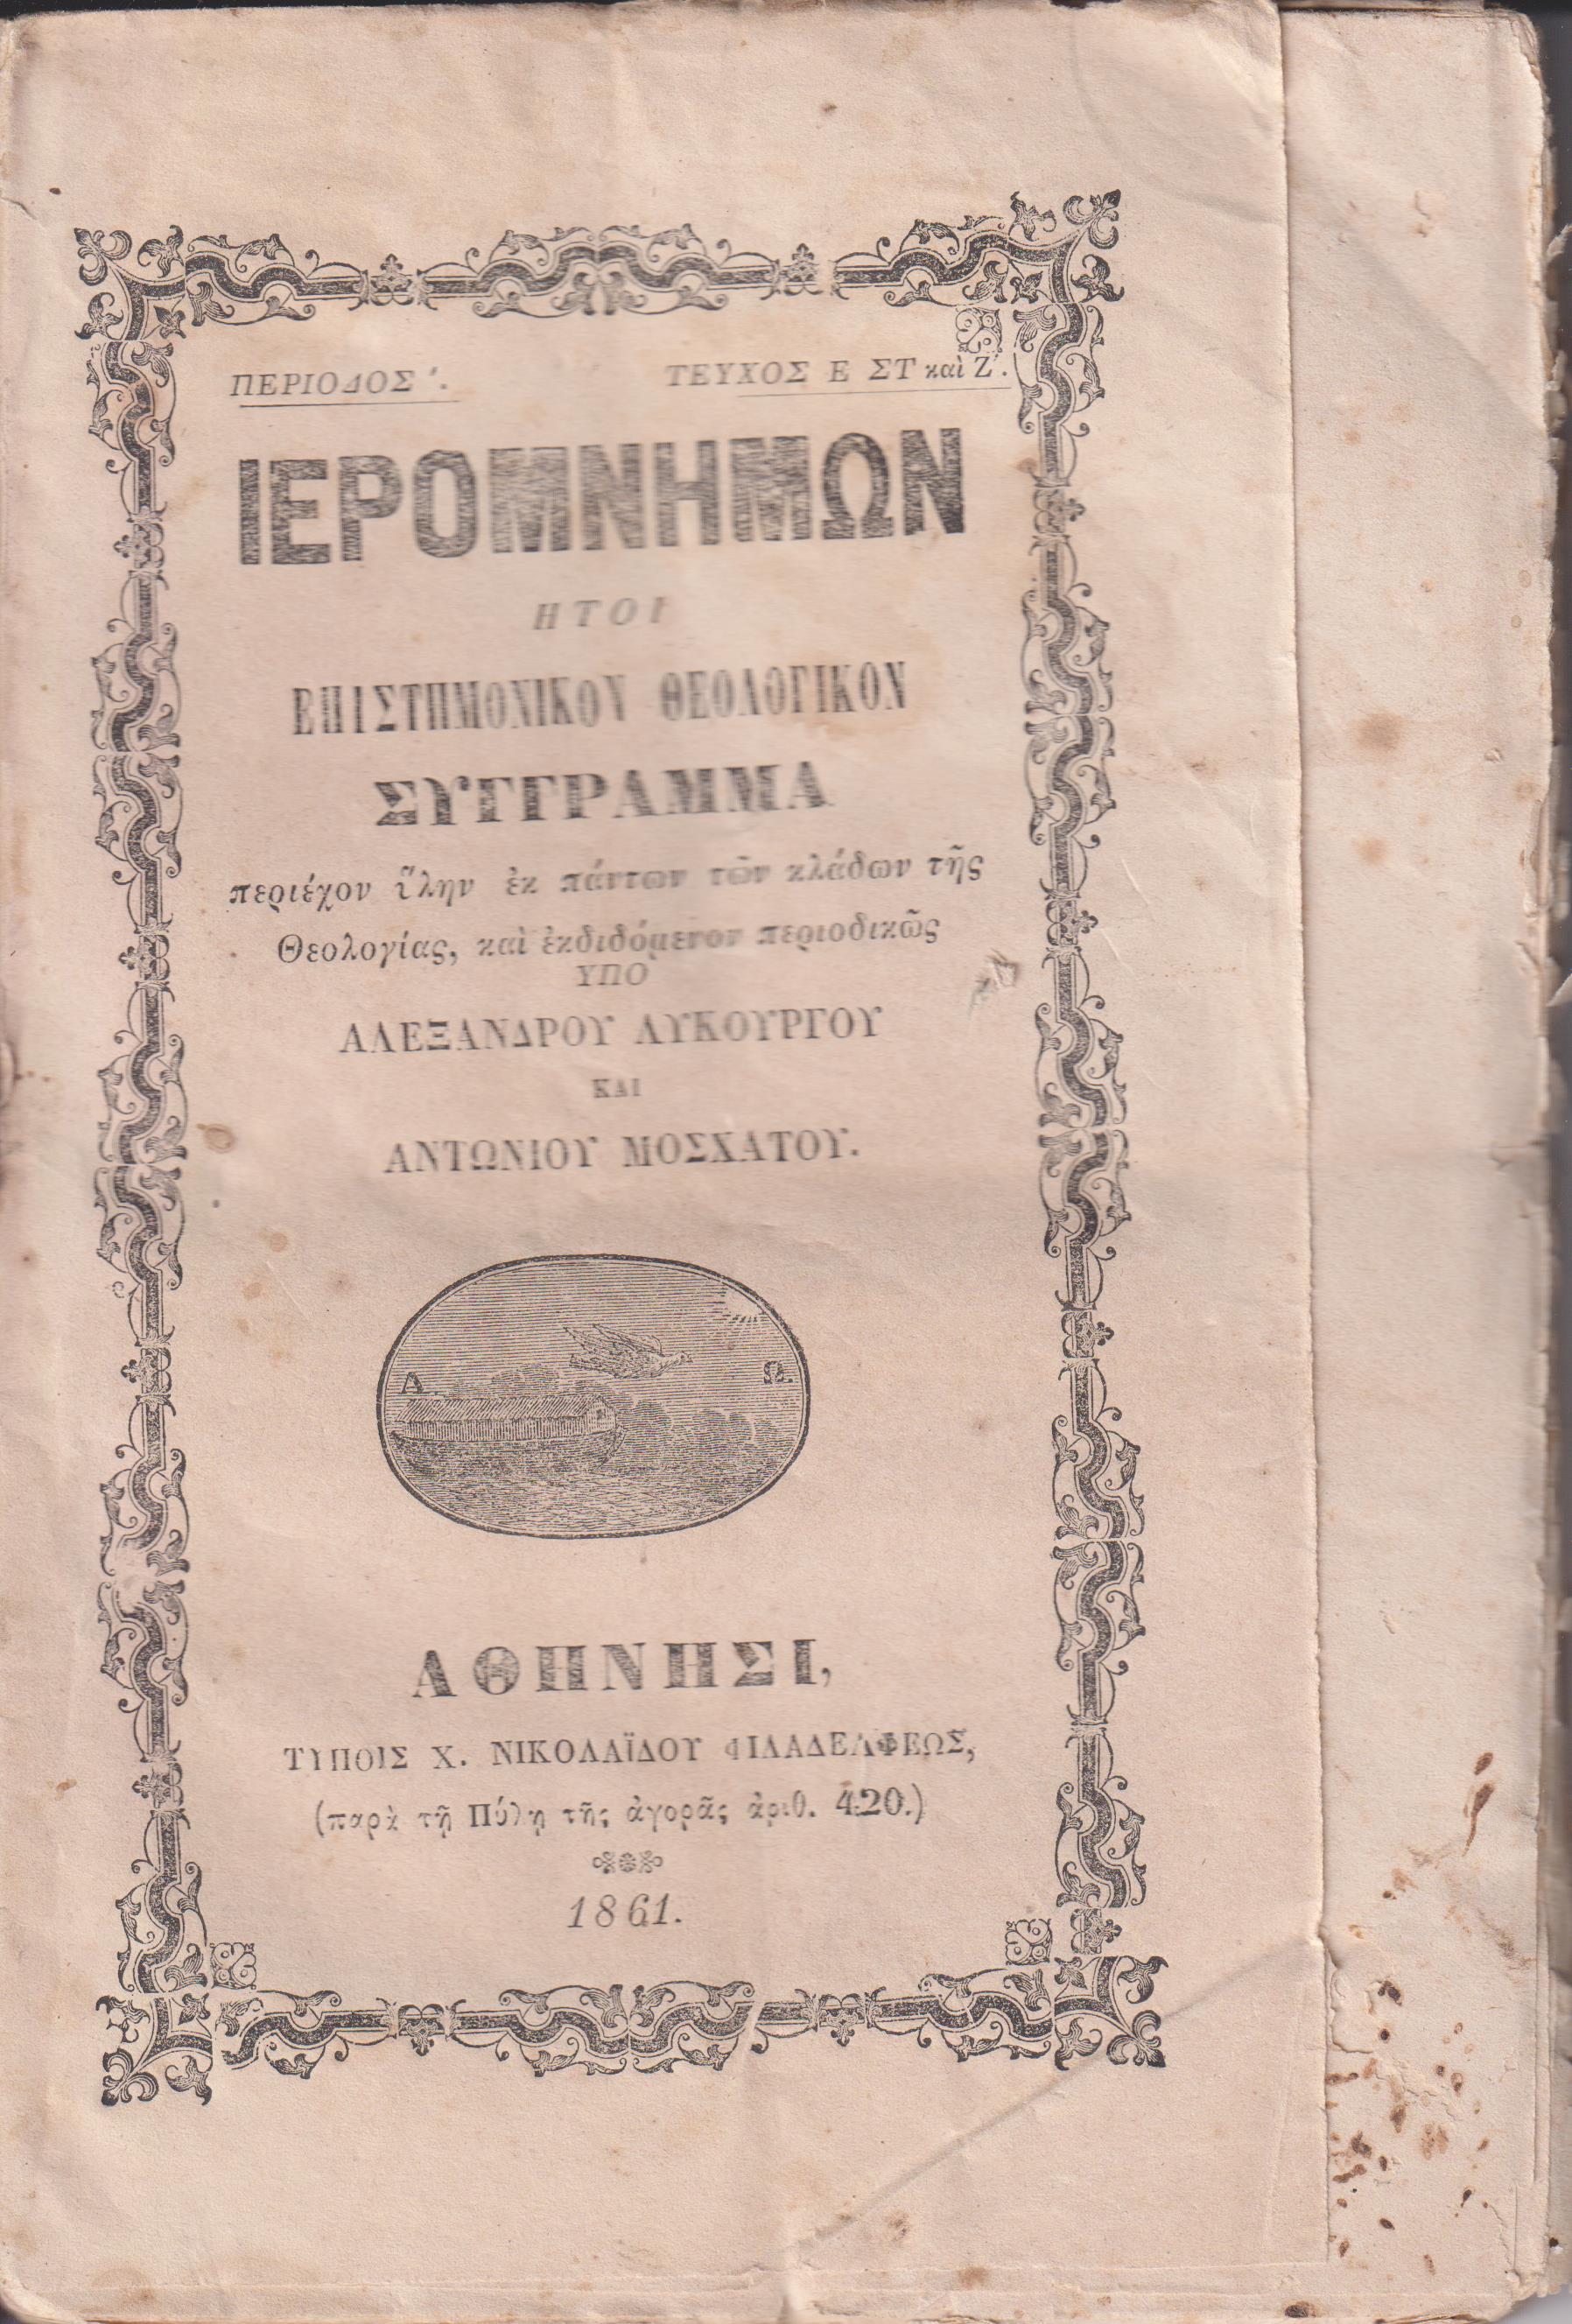 ΠΕΡΙΟΔΟΣ ʹ. ΤΕΥΧΟΣ Ε ΣΤ καὶ Ζʹ.
ΙΕΡΟΜΝΗΜΩΝ
ΗΤΟΙ
ΕΠΙΣΤΗΜΟΝΙΚΟΝ ΘΕΟΛΟΓΙΚΟΝ
ΣΥΓΓΡΑΜΜΑ
περιέχον ὕλην ἐκ πάντων τῶν κλάδων τῆς
Θεολογίας, καὶ ἐκδιδόμενον περιοδικῶς
ΥΠΟ
ΑΛΕΞΑΝΔΡΟΥ ΛΥΚΟΥΡΓΟΥ
ΚΑΙ
ΑΝΤΩΝΙΟΥ ΜΟΣΧΑΤΟΥ.
Α. Ω.
ΑΘΗΝΗΣΙ,
ΤΥΠΟΙΣ Χ. ΝΙΚΟΛΑΪΔΟΥ ΦΙΛΑΔΕΛΦΕΩΣ,
(παρὰ τῇ Πύλῃ τῆς ἀγορᾶς ἀριθ. 420.)
1861.